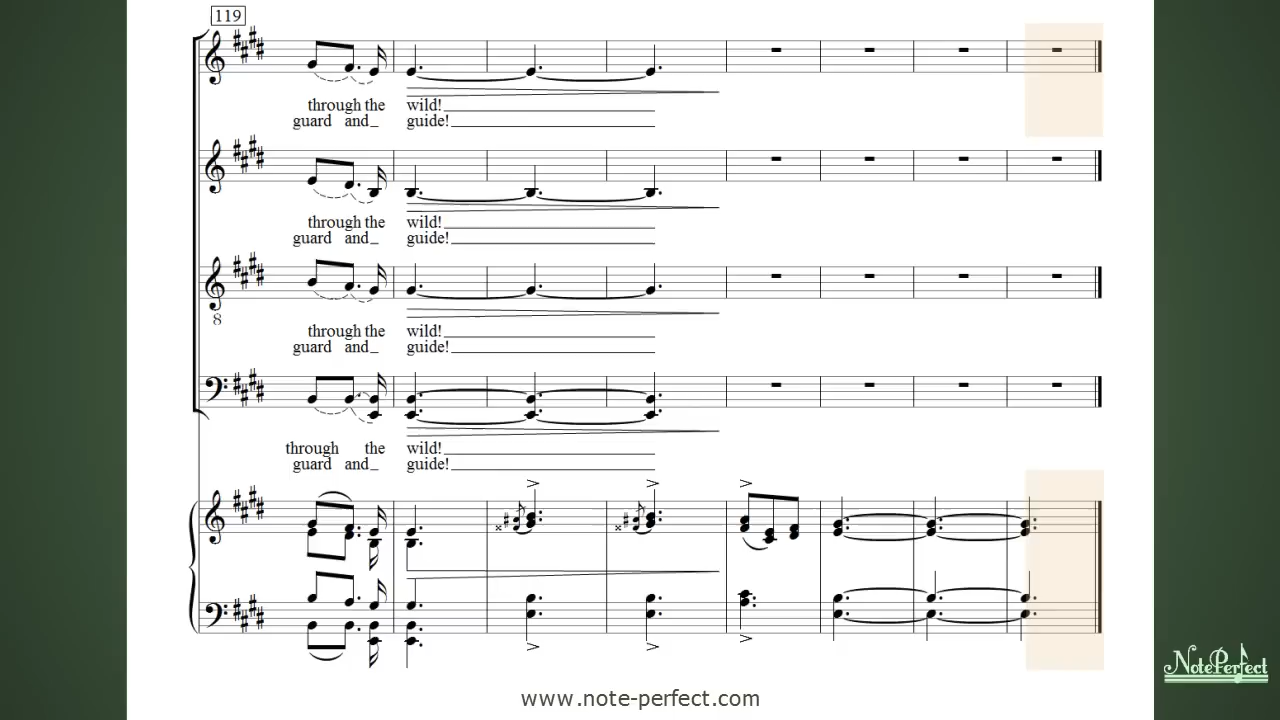 119
through the wild!
guard and_ guide!
through the wild!
guard and_ guide!
8
through the wild!
guard and_ guide!
through the wild!
guard and_ guide!
NotePerfect
www.note-perfect.com